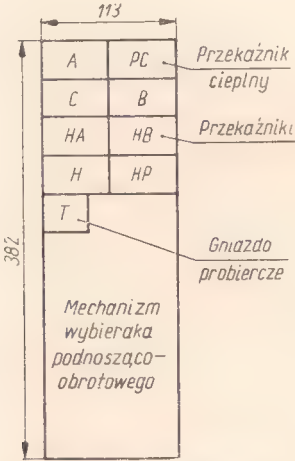 113
A PC Przekaźnik
cieplny
C B
HA HB Przekaźniki
H HP
T
382
Gniazdo
probiercze
Mechanizm
wybieraka
podnosząco-
obrotowego